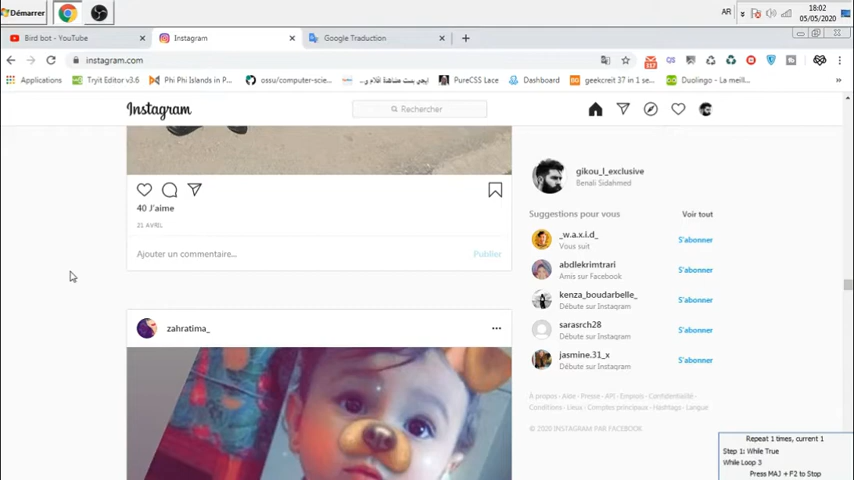 Démarrer
AR
18:02
05/05/2020
Bird bot - YouTube
Instagram
Google Traduction
instagram.com
Applications
Tryit Editor v3.6
Phi Phi Islands in P...
ossu/computer-scie...
PureCSS Lace
Dashboard
geekcreit 37 in 1 se...
Duolingo - La meill...
Instagram
Rechercher
40 J'aime
21 AVRIL
Ajouter un commentaire...
Publier
zahratima_
gikou_l_exclusive
Benali Sidahmed
Suggestions pour vous
Voir tout
_w.a.x.i.d_
Vous suit
S'abonner
abdlekrimtrari
Amis sur Facebook
S'abonner
kenza_boudarbelle_
Débute sur Instagram
S'abonner
sarasrch28
Débute sur Instagram
S'abonner
jasmine.31_x
Débute sur Instagram
S'abonner
À propos - Aide - Presse - API - Emplois - Confidentialité -
Conditions - Lieux - Comptes principaux - Hashtags - Langue
© 2020 INSTAGRAM PAR FACEBOOK
Repeat 1 times, current 1
Step 1: While True
While Loop 3
Press MAJ + F2 to Stop